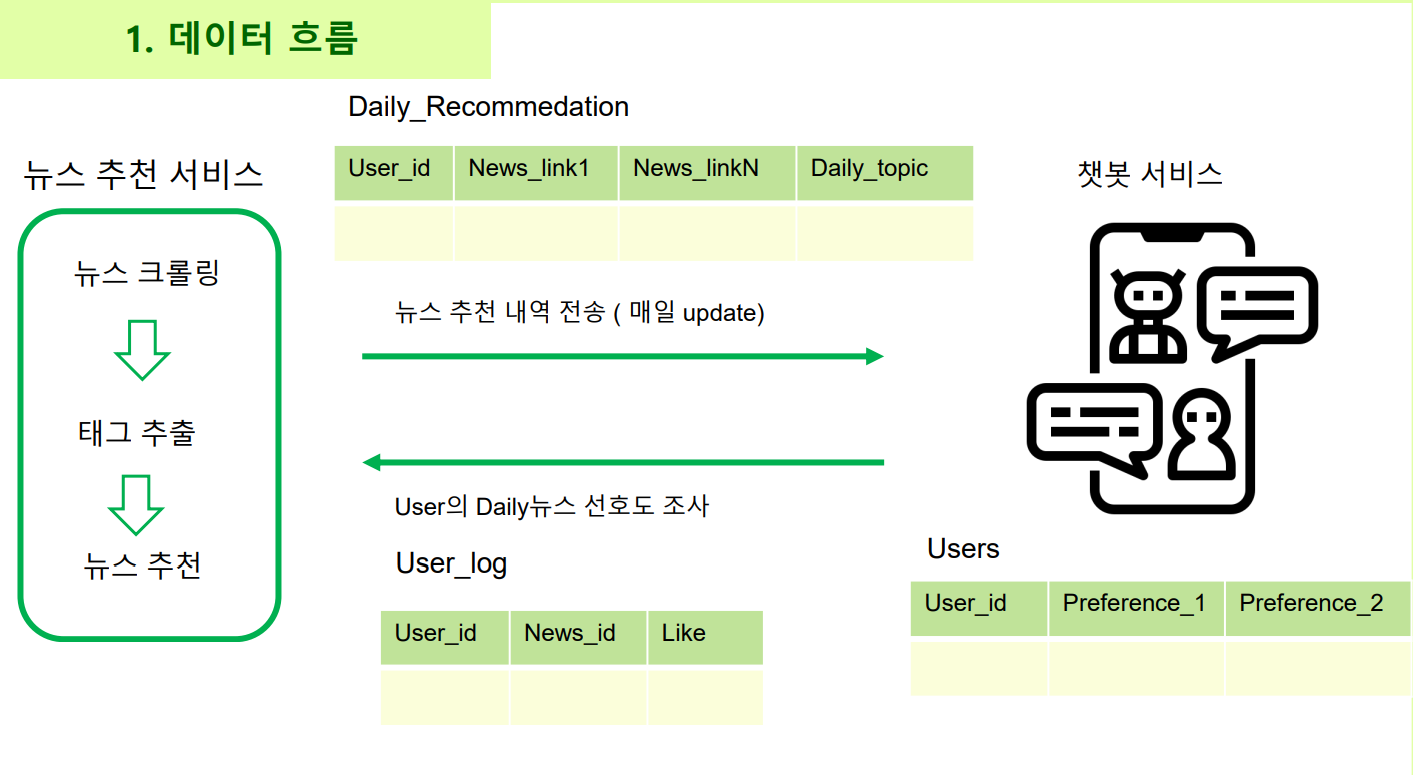 1. 데이터 흐름
Daily_Recommedation
User_id News_link1 News_linkN Daily_topic
뉴스 추천 서비스
챗봇 서비스
뉴스 크롤링
뉴스 추천 내역 전송 ( 매일 update)
태그 추출
User의 Daily뉴스 선호도 조사
뉴스 추천
User_log
User_id News_id Like
Users
User_id Preference_1 Preference_2